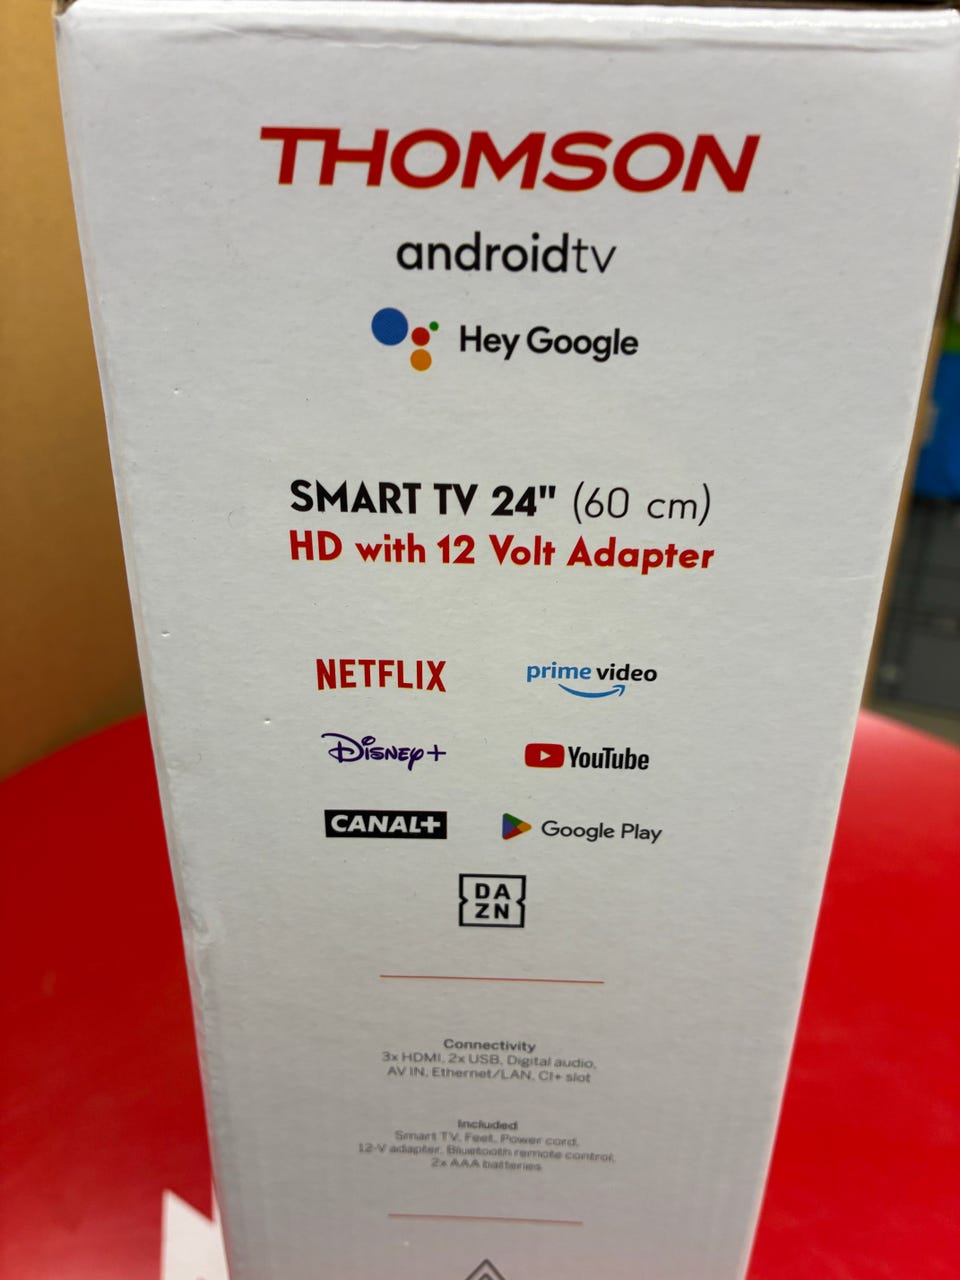 THOMSON
androidtv
Hey Google
SMART TV 24" (60 cm)
HD with 12 Volt Adapter
NETFLIX
prime video
Disney+
YouTube
CANAL+
Google Play
DA
ZN
Connectivity
3x HDMI, 2x USB, Digital audio,
AV IN, Ethernet/LAN, CI+ slot
Included
Smart TV, Feet, Power cord,
12-V adapter, Bluetooth remote control,
2x AAA batteries